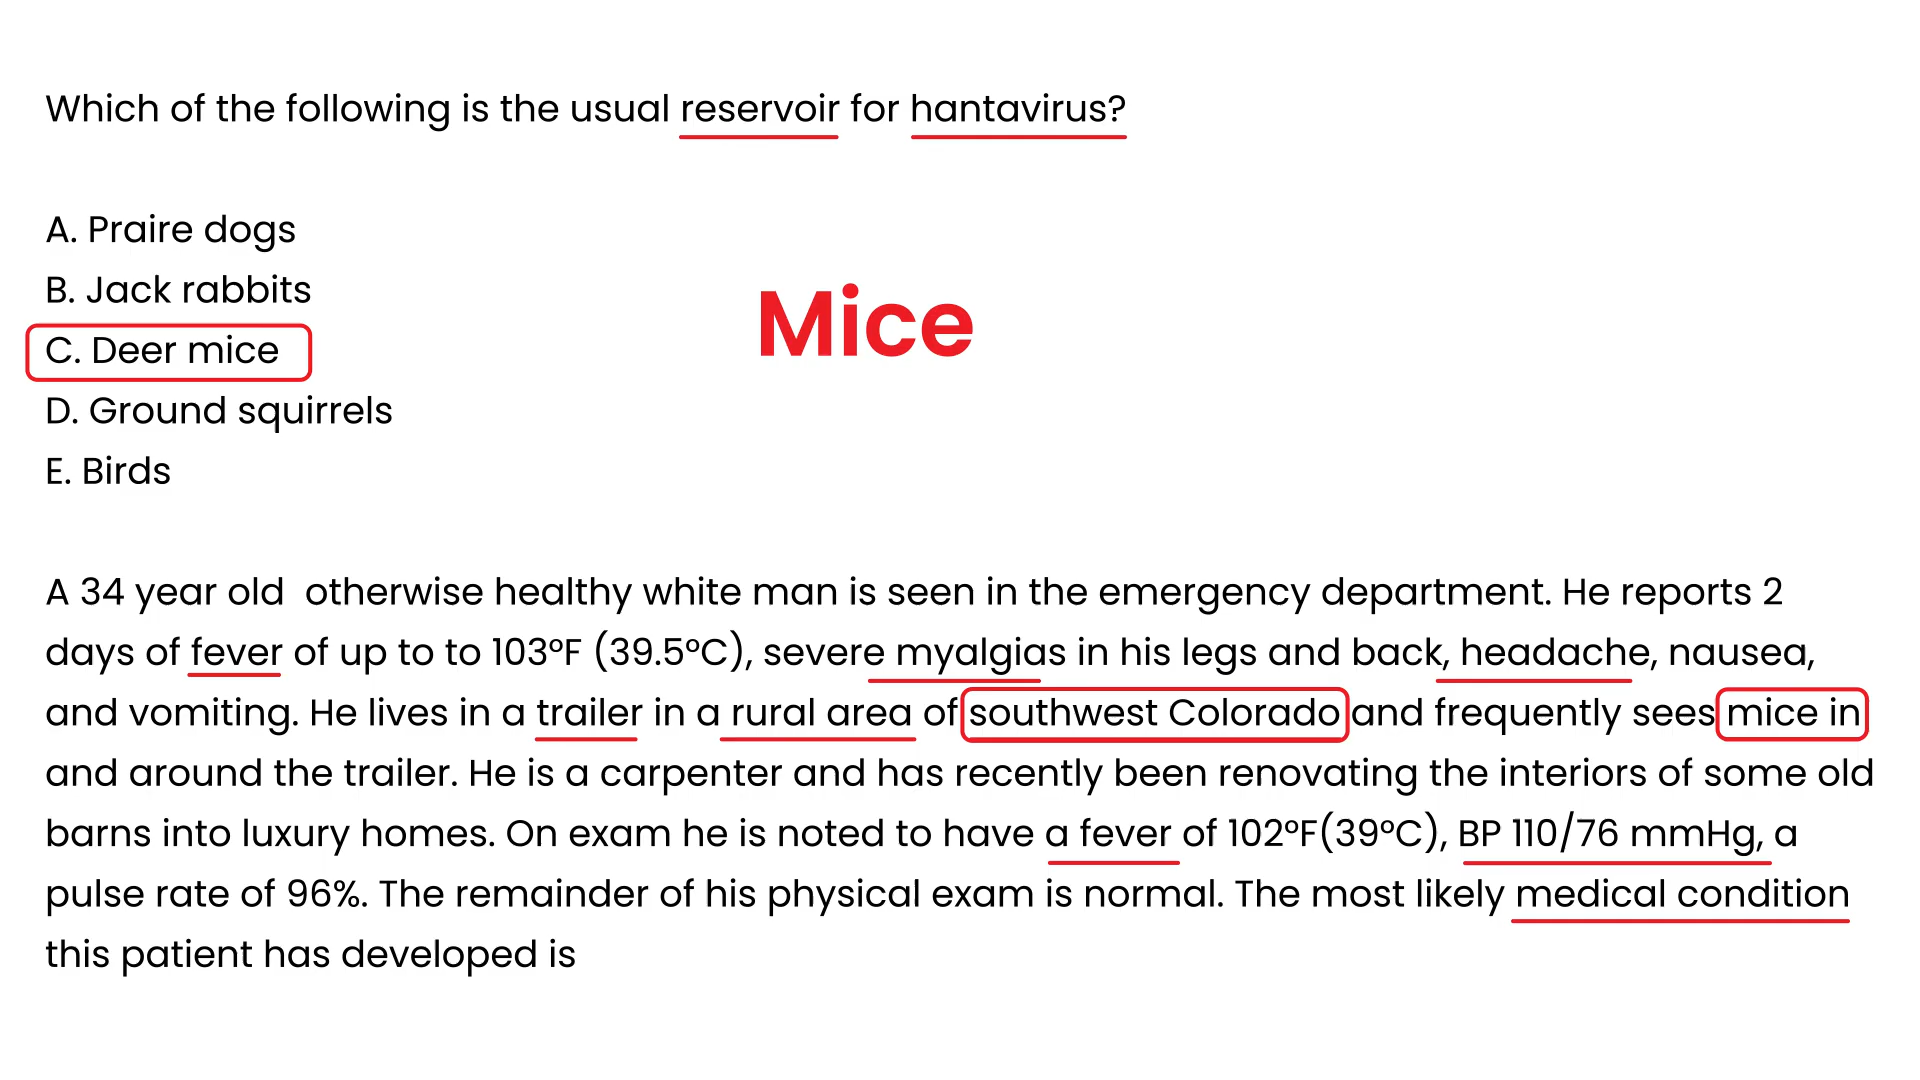 Which of the following is the usual reservoir for hantavirus?
A. Praire dogs
B. Jack rabbits
Mice
C. Deer mice
D. Ground squirrels
E. Birds
A 34 year old  otherwise healthy white man is seen in the emergency department. He reports 2
days of fever of up to to 103°F (39.5°C), severe myalgias in his legs and back, headache, nausea,
and vomiting. He lives in a trailer in a rural area of southwest Colorado and frequently sees mice in
and around the trailer. He is a carpenter and has recently been renovating the interiors of some old
barns into luxury homes. On exam he is noted to have a fever of 102°F(39°C), BP 110/76 mmHg, a
pulse rate of 96%. The remainder of his physical exam is normal. The most likely medical condition
this patient has developed is